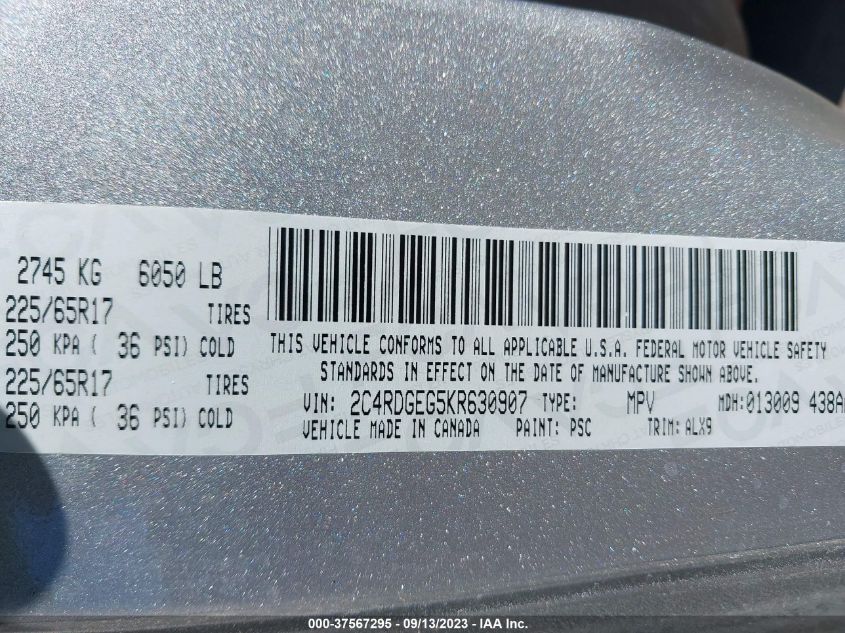 2745 KG 6050 LB
225/65R17 TIRES
250 KPA ( 36 PSI) COLD
225/65R17 TIRES
250 KPA ( 36 PSI) COLD
THIS VEHICLE CONFORMS TO ALL APPLICABLE U.S.A. FEDERAL MOTOR VEHICLE SAFETY
STANDARDS IN EFFECT ON THE DATE OF MANUFACTURE SHOWN ABOVE.
VIN: 2C4RDGEG5KR630907 TYPE: MPV MDH:013009 438A
VEHICLE MADE IN CANADA PAINT: PSC TRIM: ALX9
000-37567295 - 09/13/2023 - IAA Inc.